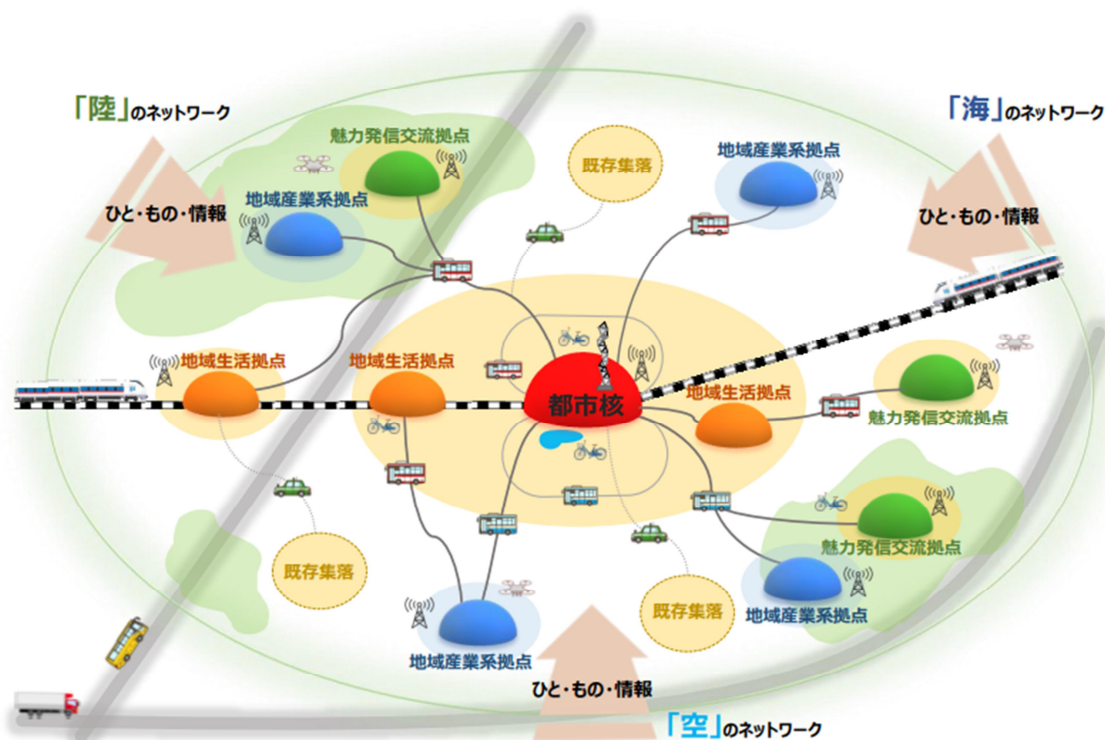 「陸」のネットワーク
「海」のネットワーク
魅力発信交流拠点
既存集落
地域産業系拠点
地域産業系拠点
ひと・もの・情報
ひと・もの・情報
地域生活拠点
地域生活拠点
都市核
地域生活拠点
魅力発信交流拠点
魅力発信交流拠点
既存集落
既存集落
地域産業系拠点
地域産業系拠点
ひと・もの・情報
「空」のネットワーク